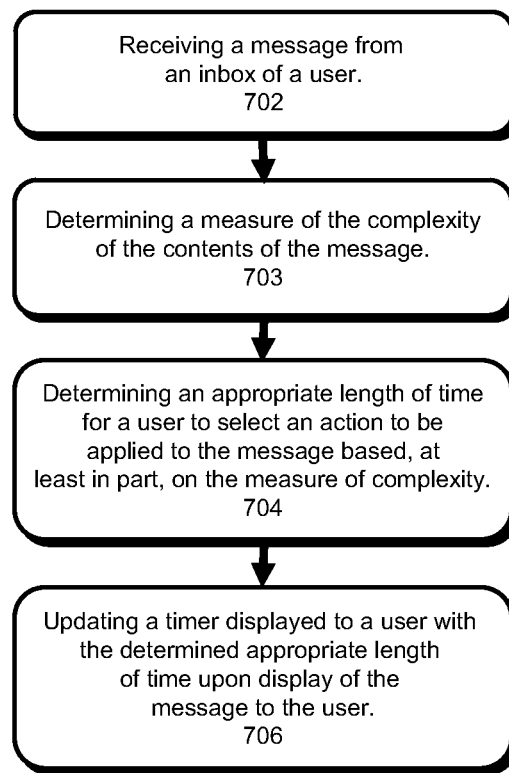 Receiving a message from
an inbox of a user.
702
Determining a measure of the complexity
of the contents of the message.
703
Determining an appropriate length of time
for a user to select an action to be
applied to the message based, at
least in part, on the measure of complexity.
704
Updating a timer displayed to a user with
the determined appropriate length
of time upon display of the
message to the user.
706